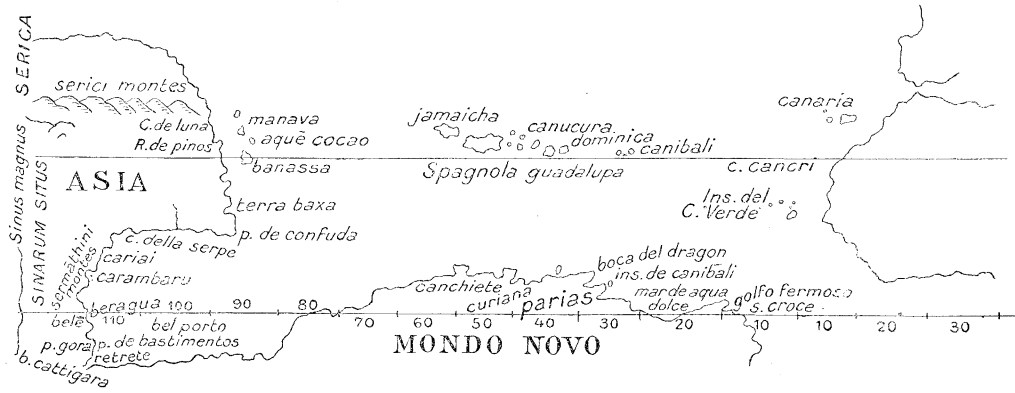 SERICA
serici montes
C. de luna
R. de pinos
manava
aquē cocao
banassa
jamaicha
canucura
dominica
canibali
Spagnola
guadalupa
canaria
c. cancri
Ins. del
C. Verde
Sinus magnus
SINARUM SITUS
ASIA
terra baxa
c. della serpe
p. de confuda
sermathini
montes
cariai
carambaru
beragua
belē
bel porto
p. gora
p. de bastimentos
retrete
b. cattigara
canchiete
curiana
parias
boca del dragon
ins. de canibali
mar de aqua
dolce
golfo fermoso
s. croce
110 100 90 80 70 60 50 40 30 20 10 10 20 30
MONDO NOVO